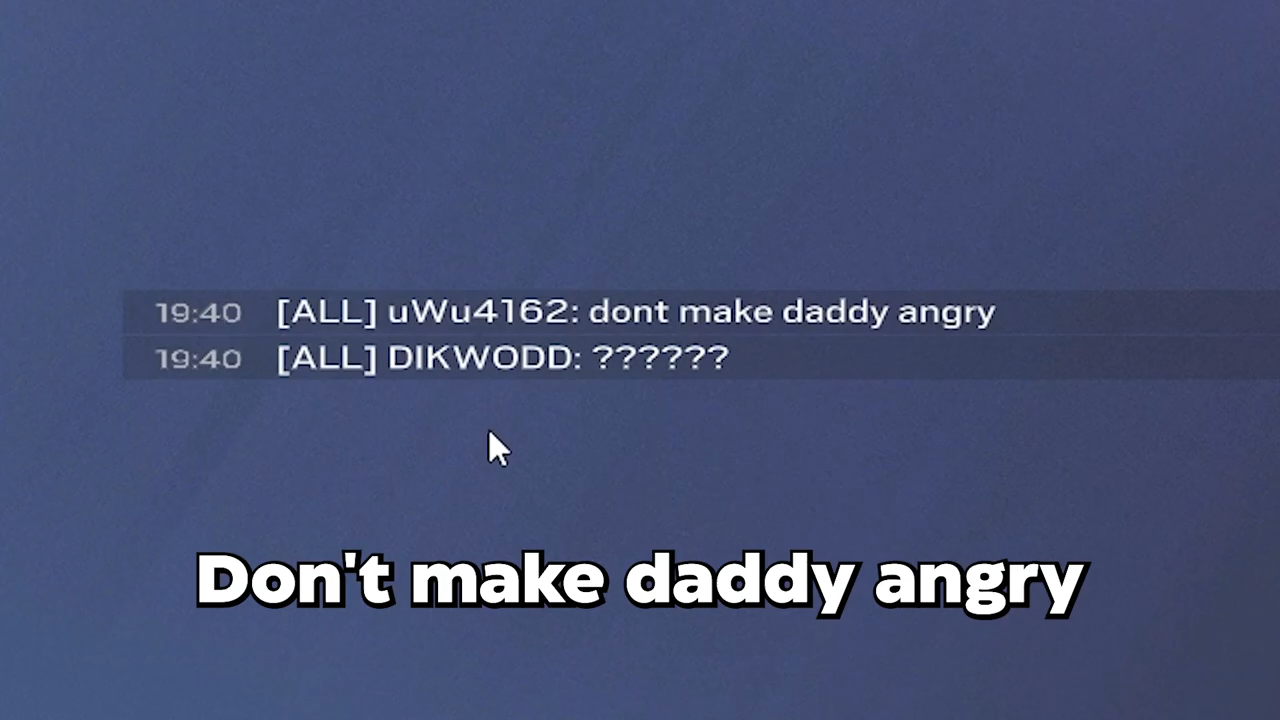 19:40 [ALL] uWu4162: dont make daddy angry
19:40 [ALL] DIKWODD: ??????
Don't make daddy angry